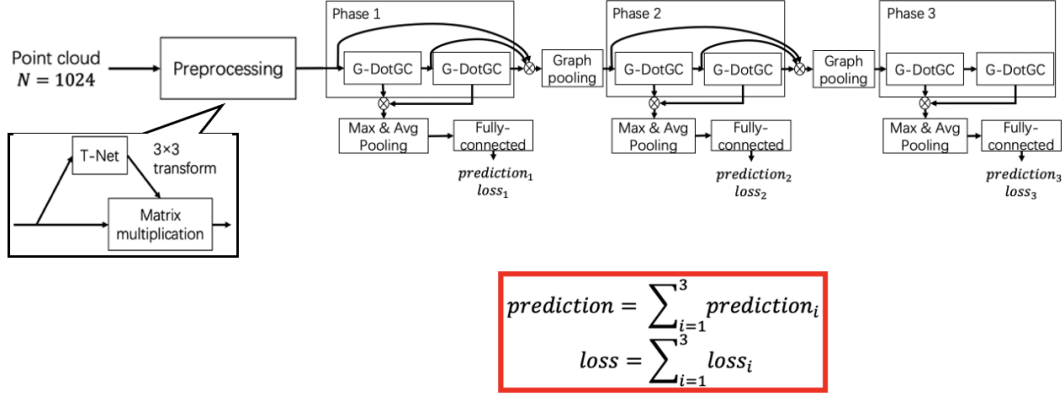 Point cloud
N = 1024
Preprocessing
T-Net
3×3
transform
Matrix
multiplication
Phase 1
G-DotGC
G-DotGC
Max & Avg
Pooling
Fully-
connected
prediction₁
loss₁
Graph
pooling
Phase 2
G-DotGC
G-DotGC
Max & Avg
Pooling
Fully-
connected
prediction₂
loss₂
Graph
pooling
Phase 3
G-DotGC
G-DotGC
Max & Avg
Pooling
Fully-
connected
prediction₃
loss₃
prediction = ∑³ᵢ₌₁ predictionᵢ
loss = ∑³ᵢ₌₁ lossᵢ